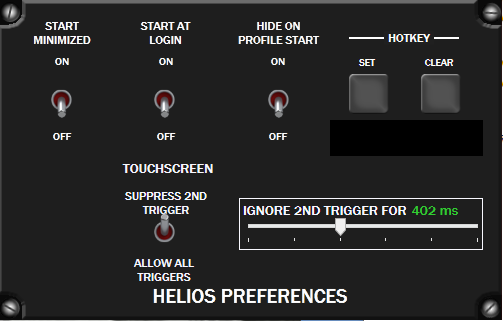 START
MINIMIZED
START AT
LOGIN
HIDE ON
PROFILE START
HOTKEY
ON
ON
ON
SET
CLEAR
OFF
OFF
OFF
TOUCHSCREEN
SUPPRESS 2ND
TRIGGER
IGNORE 2ND TRIGGER FOR 402 ms
ALLOW ALL
TRIGGERS
HELIOS PREFERENCES